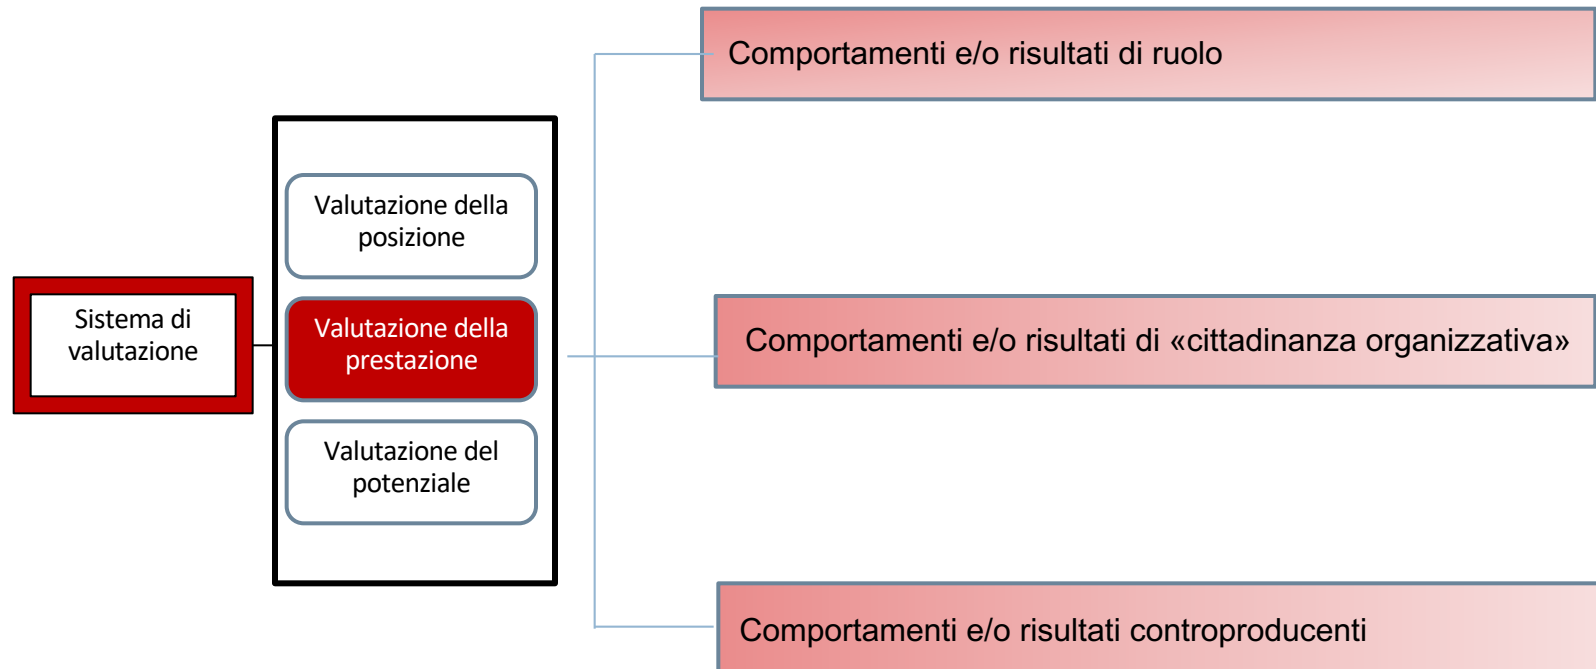 Comportamenti e/o risultati di ruolo
Valutazione della
posizione
Sistema di
valutazione
Valutazione della
prestazione
Comportamenti e/o risultati di «cittadinanza organizzativa»
Valutazione del
potenziale
Comportamenti e/o risultati controproducenti